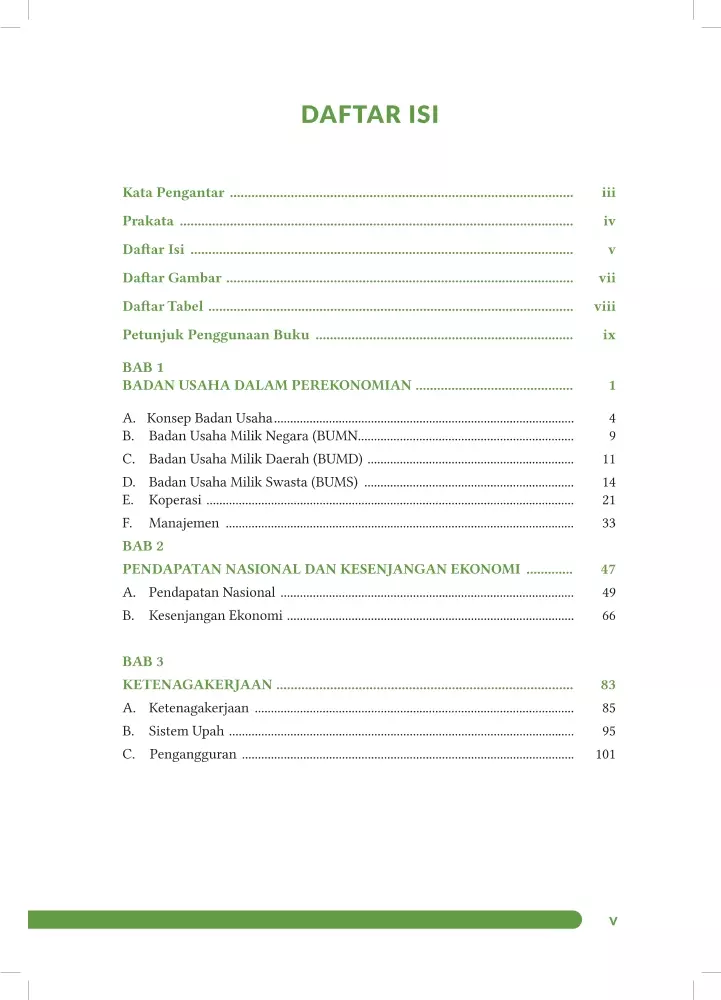 DAFTAR ISI
Kata Pengantar ................................................................................................ iii
Prakata .............................................................................................................. iv
Daftar Isi ........................................................................................................... v
Daftar Gambar ................................................................................................. vii
Daftar Tabel ...................................................................................................... viii
Petunjuk Penggunaan Buku ........................................................................ ix
BAB 1
BADAN USAHA DALAM PEREKONOMIAN ............................................ 1
A. Konsep Badan Usaha............................................................................................. 4
B. Badan Usaha Milik Negara (BUMN................................................................... 9
C. Badan Usaha Milik Daerah (BUMD) ................................................................ 11
D. Badan Usaha Milik Swasta (BUMS) ................................................................. 14
E. Koperasi .................................................................................................................. 21
F. Manajemen ............................................................................................................ 33
BAB 2
PENDAPATAN NASIONAL DAN KESENJANGAN EKONOMI ............. 47
A. Pendapatan Nasional ........................................................................................... 49
B. Kesenjangan Ekonomi ......................................................................................... 66
BAB 3
KETENAGAKERJAAN ................................................................................... 83
A. Ketenagakerjaan ................................................................................................... 85
B. Sistem Upah ........................................................................................................... 95
C. Pengangguran ....................................................................................................... 101
v